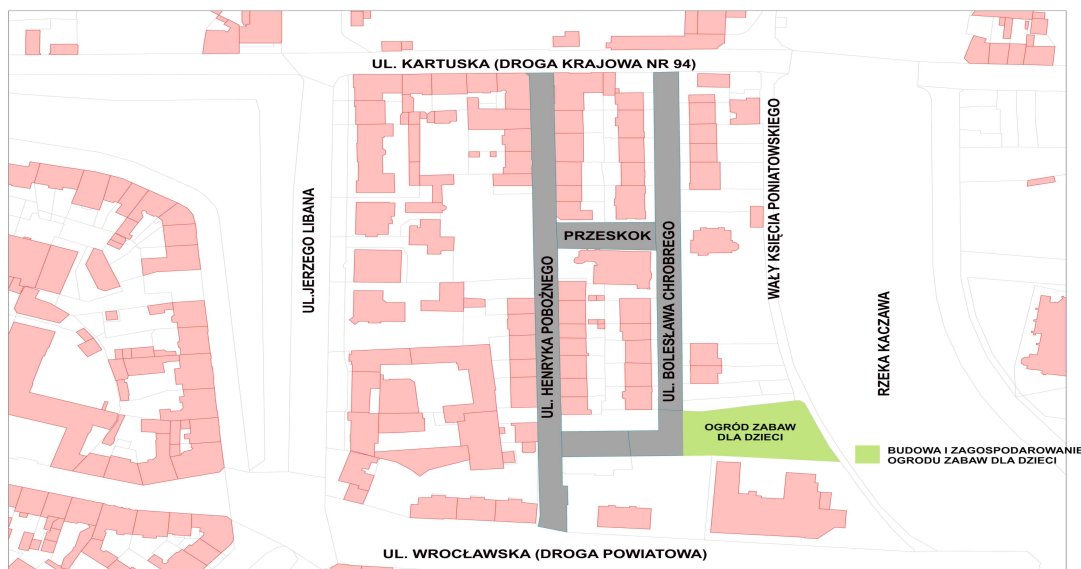 UL. KARTUSKA (DROGA KRAJOWA NR 94)
UL.JERZEGO LIBANA
UL. HENRYKA POBOŻNEGO
PRZESKOK
UL. BOLESŁAWA CHROBREGO
WAŁY KSIĘCIA PONIATOWSKIEGO
RZEKA KACZAWA
OGRÓD ZABAW
DLA DZIECI
BUDOWA I ZAGOSPODAROWANIE
OGRODU ZABAW DLA DZIECI
UL. WROCŁAWSKA (DROGA POWIATOWA)